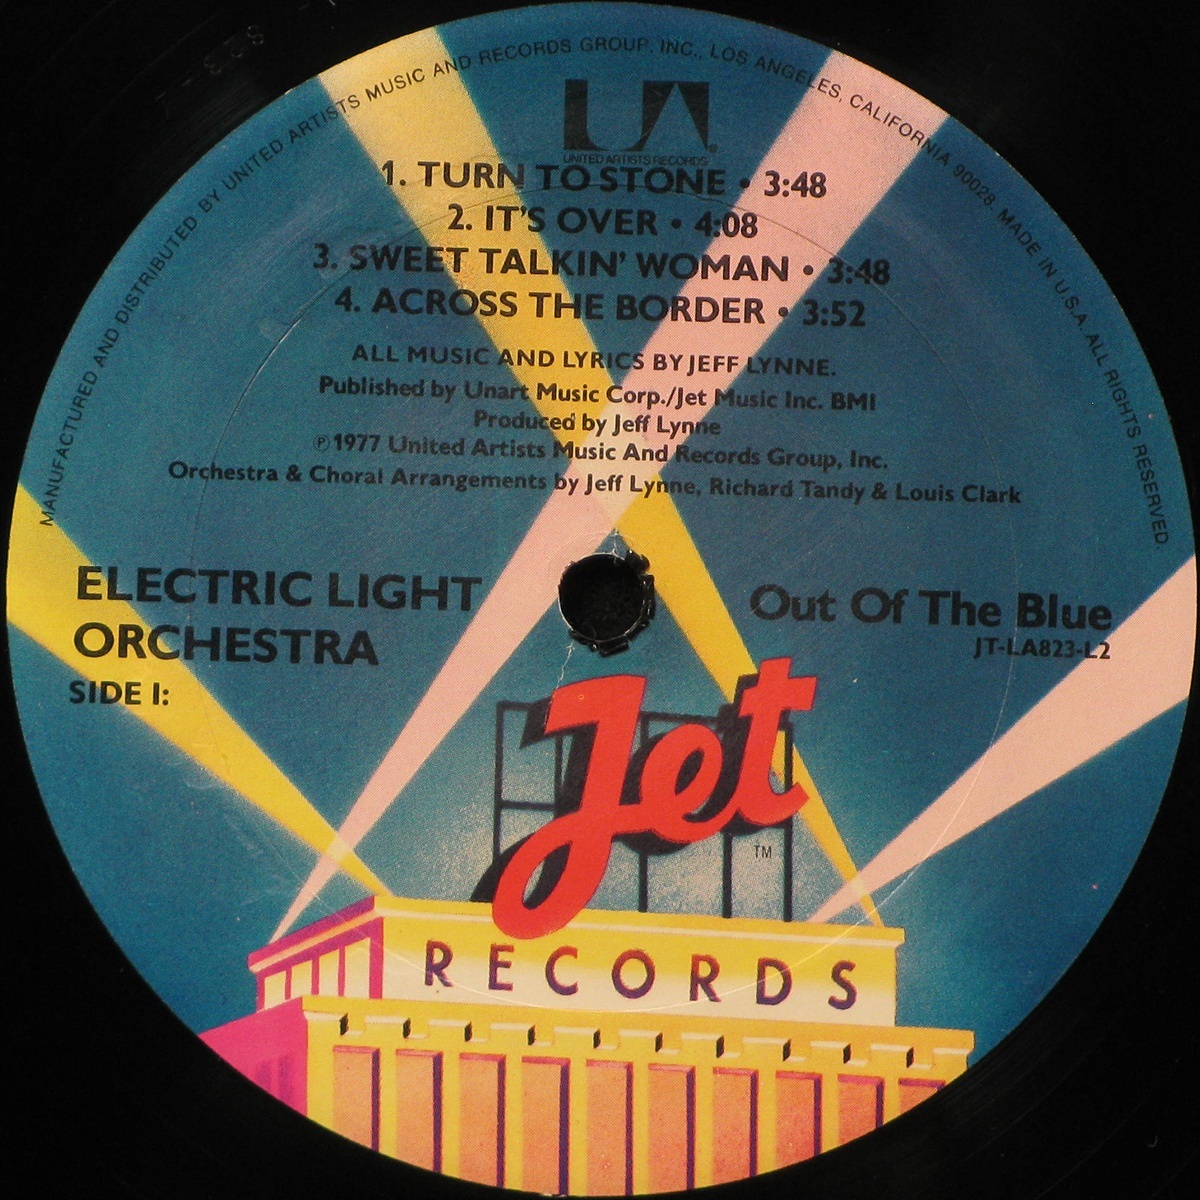 MANUFACTURED AND DISTRIBUTED BY UNITED ARTISTS MUSIC AND RECORDS GROUP, INC., LOS ANGELES, CALIFORNIA 90028. MADE IN U.S.A. ALL RIGHTS RESERVED.
UA®
UNITED ARTISTS RECORDS
1. TURN TO STONE • 3:48
2. IT'S OVER • 4:08
3. SWEET TALKIN' WOMAN • 3:48
4. ACROSS THE BORDER • 3:52
ALL MUSIC AND LYRICS BY JEFF LYNNE.
Published by Unart Music Corp./Jet Music Inc. BMI
Produced by Jeff Lynne
℗1977 United Artists Music And Records Group, Inc.
Orchestra & Choral Arrangements by Jeff Lynne, Richard Tandy & Louis Clark
ELECTRIC LIGHT
ORCHESTRA
SIDE I:
Out Of The Blue
JT-LA823-L2
Jet
TM
RECORDS